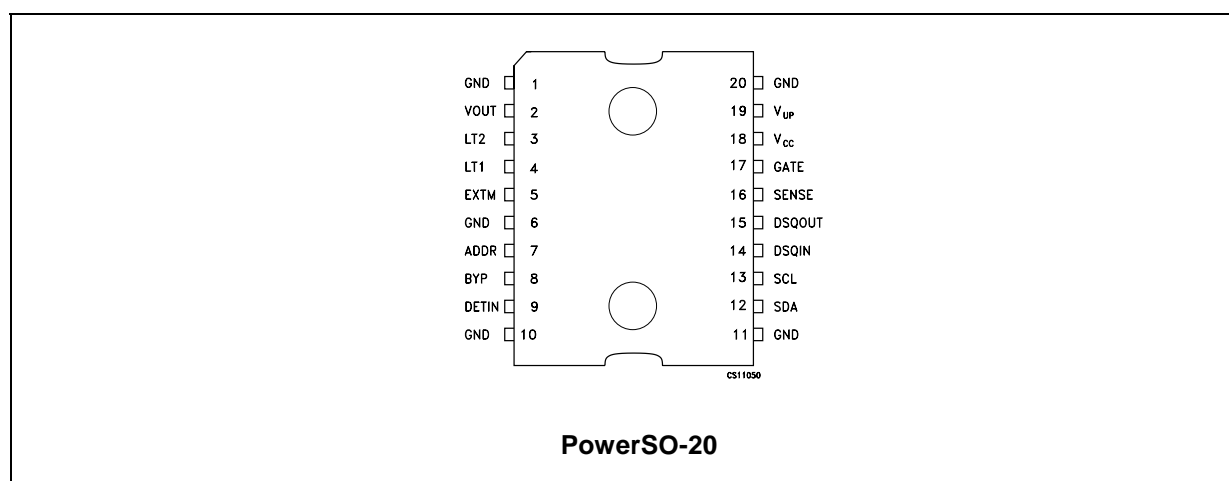 GND 1 20 GND
VOUT 2 19 VUP
LT2 3 18 VCC
LT1 4 17 GATE
EXTM 5 16 SENSE
GND 6 15 DSQOUT
ADDR 7 14 DSQIN
BYP 8 13 SCL
DETIN 9 12 SDA
GND 10 11 GND
CS11050
PowerSO-20